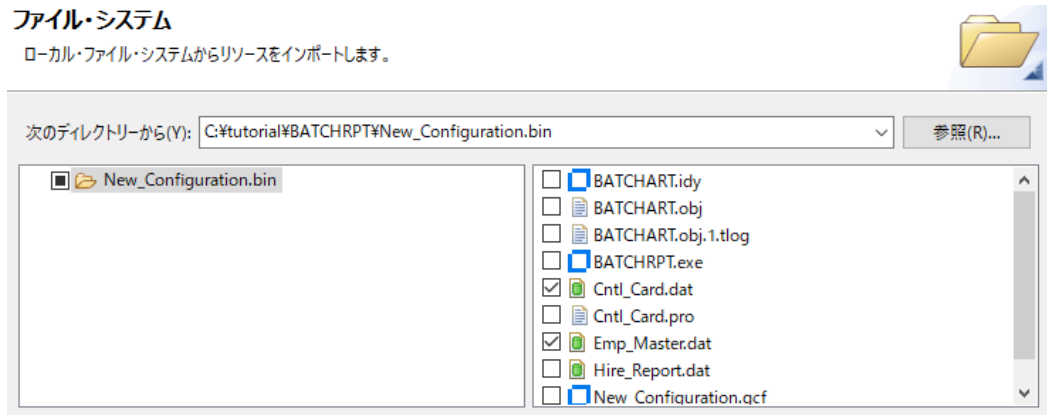 ファイル・システム
ローカル・ファイル・システムからリソースをインポートします。
次のディレクトリーから(Y): C:¥tutorial¥BATCHRPT¥New_Configuration.bin 参照(R)...
New_Configuration.bin
BATCHART.idy
BATCHART.obj
BATCHART.obj.1.tlog
BATCHRPT.exe
Cntl_Card.dat
Cntl_Card.pro
Emp_Master.dat
Hire_Report.dat
New_Configuration.gcf